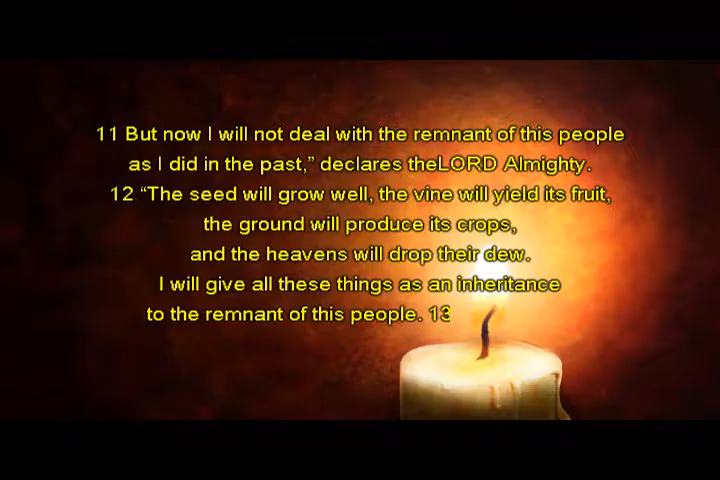 11 But now I will not deal with the remnant of this people
as I did in the past,” declares theLORD Almighty.
12 “The seed will grow well, the vine will yield its fruit,
the ground will produce its crops,
and the heavens will drop their dew.
I will give all these things as an inheritance
to the remnant of this people. 13